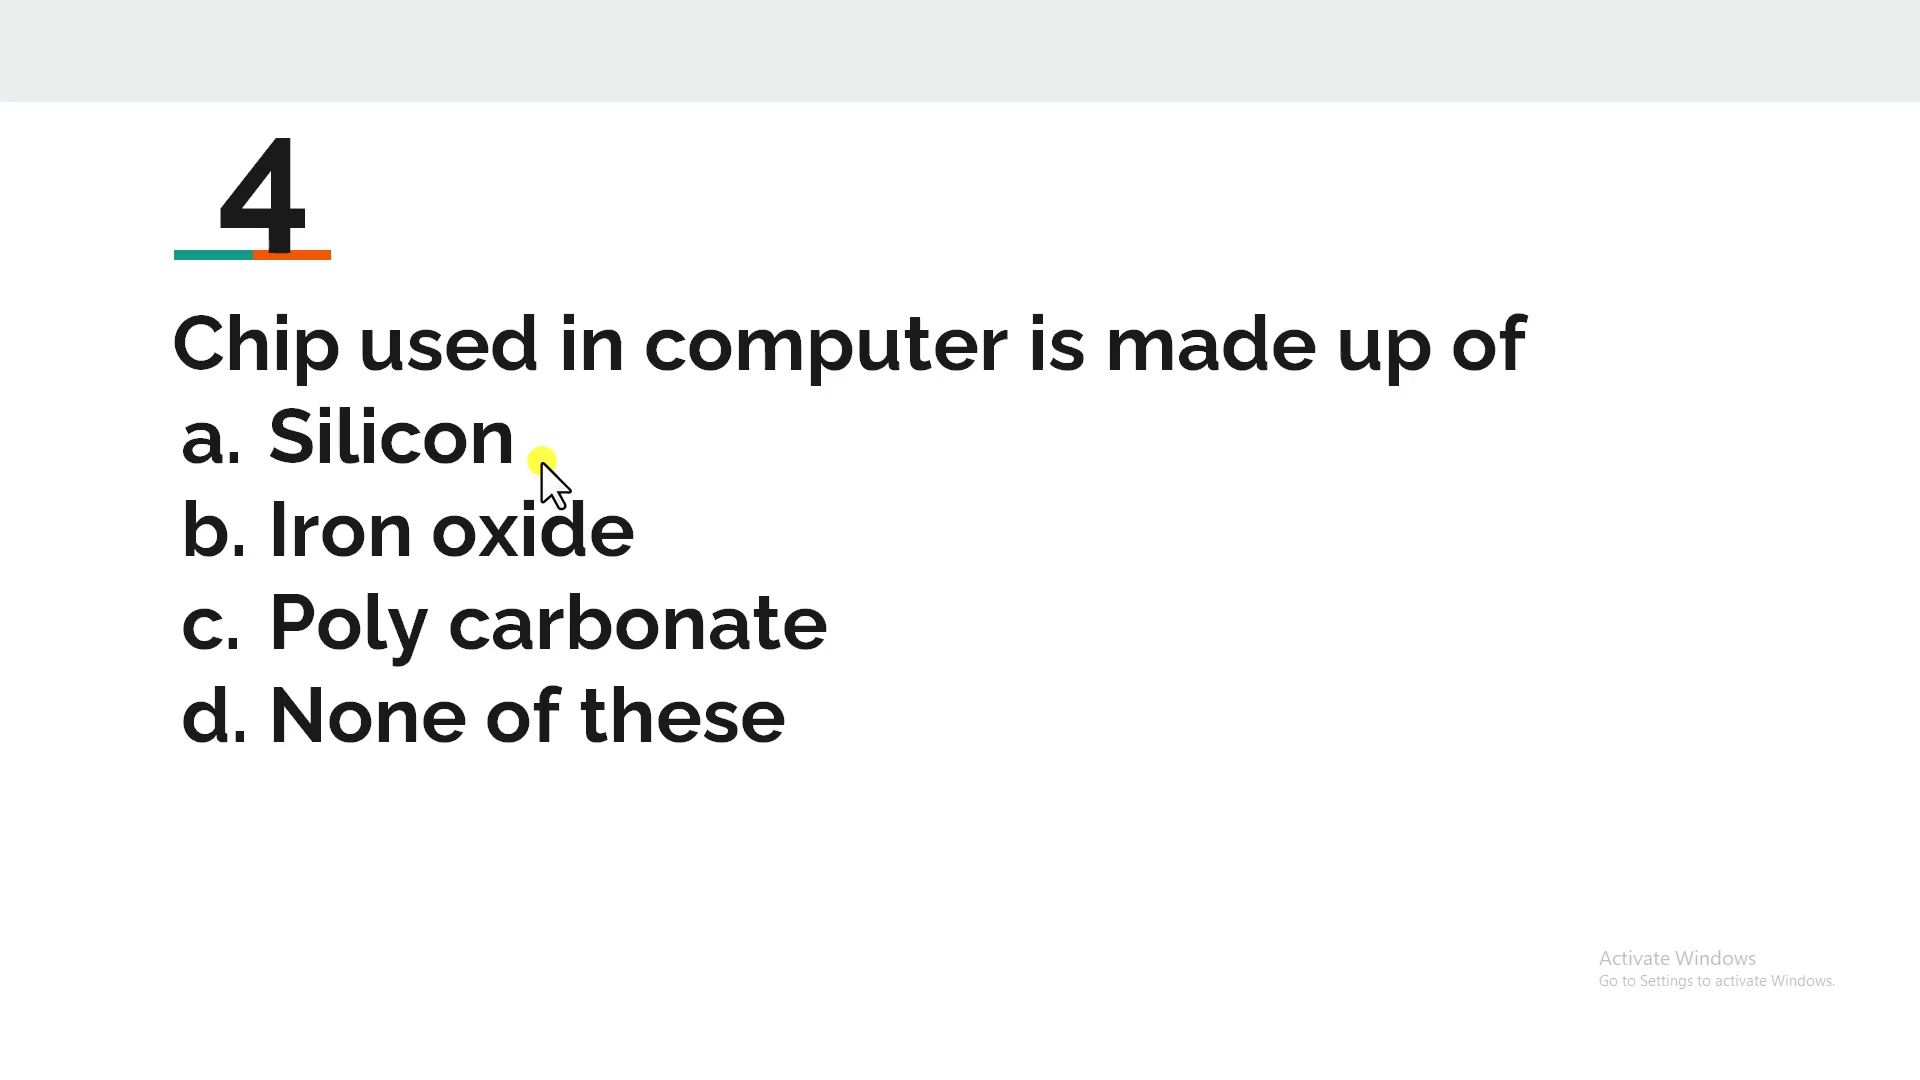 4
Chip used in computer is made up of
a. Silicon
b. Iron oxide
c. Poly carbonate
d. None of these
Activate Windows
Go to Settings to activate Windows.